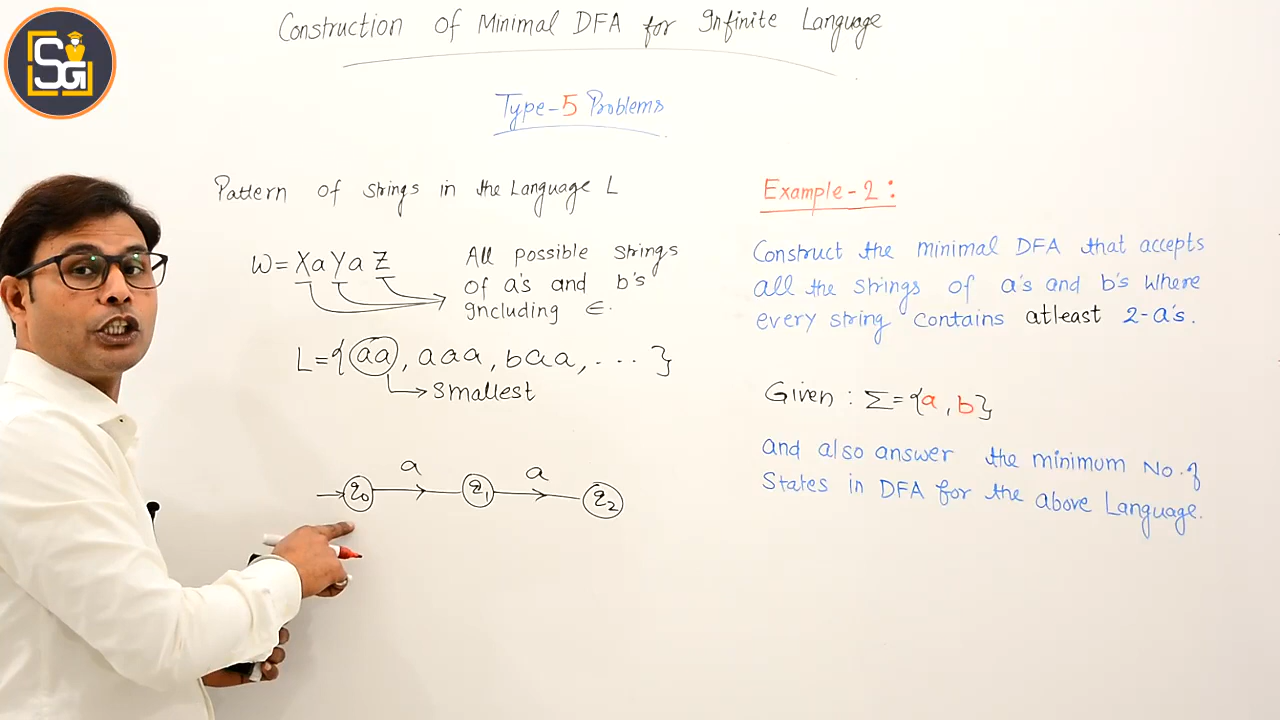 SG
Construction of Minimal DFA for Infinite Language
Type-5 Problems
Pattern of strings in the Language L
W = X a Y a Z
All possible strings
of a's and b's
Including ∈.
L = {aa, aaa, baa, ... }
Smallest
a
a
q0
q1
q2
Example-2:
Construct the minimal DFA that accepts
all the strings of a's and b's where
every string contains atleast 2-a's.
Given : Σ = {a, b}
and also answer the minimum No. of
States in DFA for the above Language.